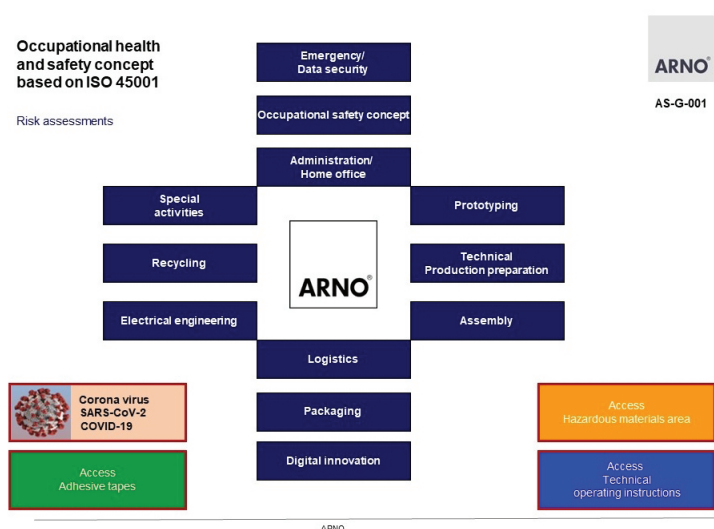 Occupational health
and safety concept
based on ISO 45001
Risk assessments
ARNO®
AS-G-001
Emergency/
Data security
Occupational safety concept
Administration/
Home office
Special
activities
Prototyping
Recycling
ARNO®
Technical
Production preparation
Electrical engineering
Assembly
Logistics
Corona virus
SARS-CoV-2
COVID-19
Packaging
Access
Hazardous materials area
Access
Adhesive tapes
Digital innovation
Access
Technical
operating instructions
ARNO